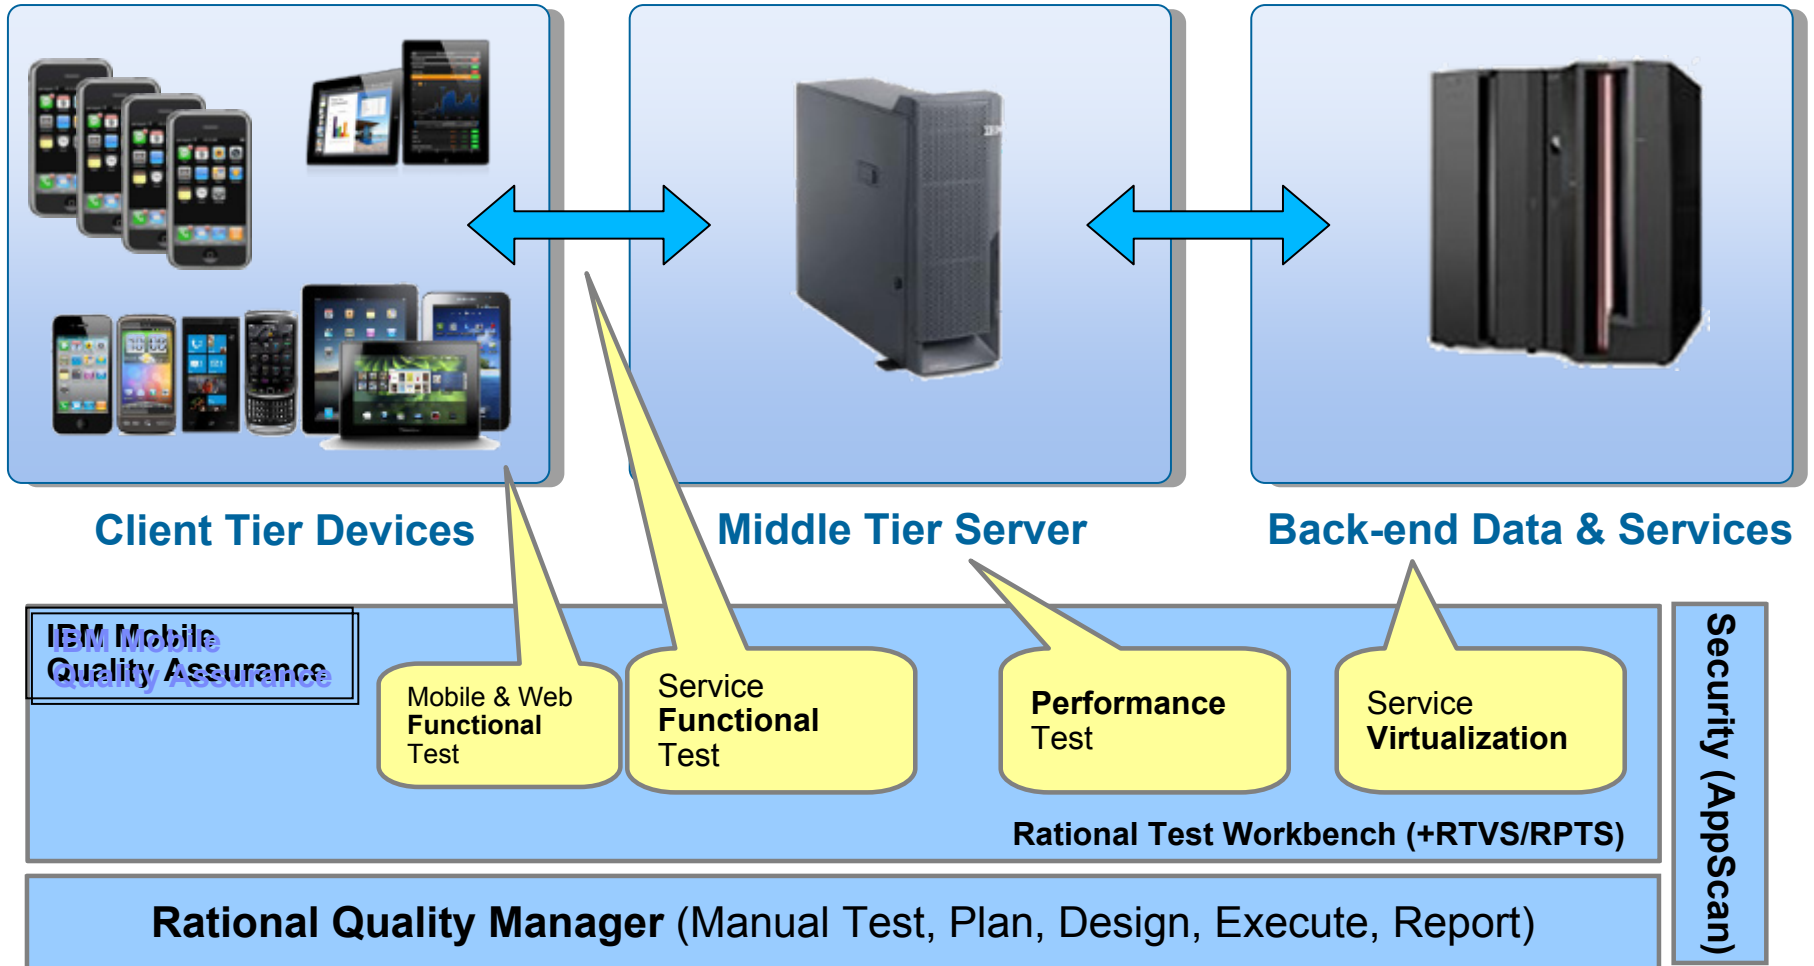 Client Tier Devices
Middle Tier Server
Back-end Data & Services
IBM Mobile
Quality Assurance
Mobile & Web
Functional
Test
Service
Functional
Test
Performance
Test
Service
Virtualization
Rational Test Workbench (+RTVS/RPTS)
Security (AppScan)
Rational Quality Manager (Manual Test, Plan, Design, Execute, Report)